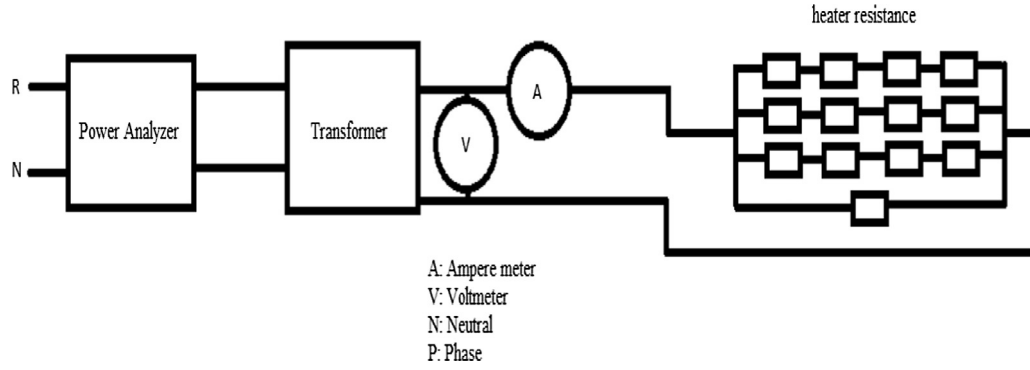 heater resistance
R
Power Analyzer
Transformer
A
V
N
A: Ampere meter
V: Voltmeter
N: Neutral
P: Phase